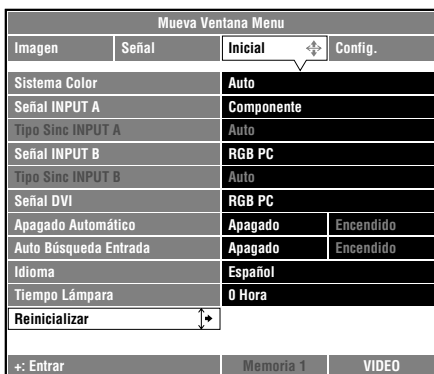 Mueva Ventana Menu
Imagen Señal Inicial Config.
Sistema Color Auto
Señal INPUT A Componente
Tipo Sinc INPUT A Auto
Señal INPUT B RGB PC
Tipo Sinc INPUT B Auto
Señal DVI RGB PC
Apagado Automático Apagado Encendido
Auto Búsqueda Entrada Apagado Encendido
Idioma Español
Tiempo Lámpara 0 Hora
Reinicializar
+: Entrar Memoria 1 VIDEO